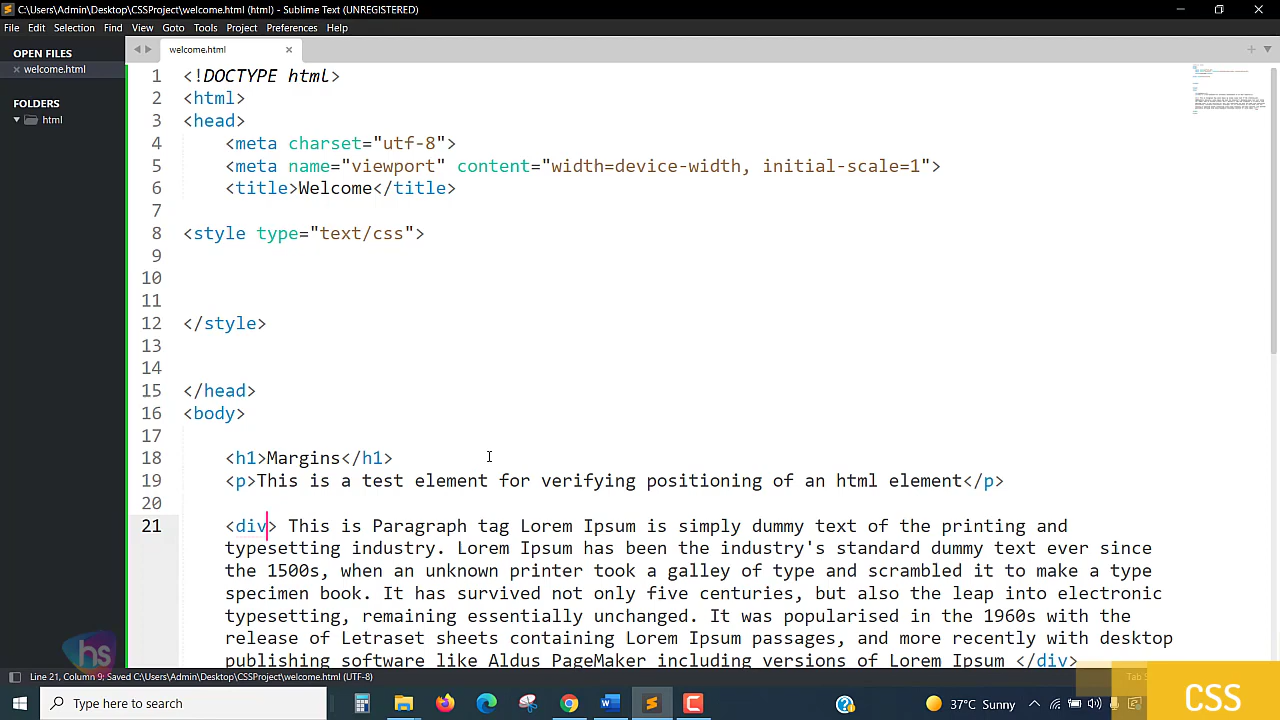 C:\Users\Admin\Desktop\CSSProject\welcome.html (html) - Sublime Text (UNREGISTERED)
File Edit Selection Find View Goto Tools Project Preferences Help
OPEN FILES
welcome.html
FOLDERS
html
welcome.html
1 <!DOCTYPE html>
2 <html>
3 <head>
4 <meta charset="utf-8">
5 <meta name="viewport" content="width=device-width, initial-scale=1">
6 <title>Welcome</title>
7
8 <style type="text/css">
9
10
11
12 </style>
13
14
15 </head>
16 <body>
17
18 <h1>Margins</h1>
19 <p>This is a test element for verifying positioning of an html element</p>
20
21 <div> This is Paragraph tag Lorem Ipsum is simply dummy text of the printing and
typesetting industry. Lorem Ipsum has been the industry's standard dummy text ever since
the 1500s, when an unknown printer took a galley of type and scrambled it to make a type
specimen book. It has survived not only five centuries, but also the leap into electronic
typesetting, remaining essentially unchanged. It was popularised in the 1960s with the
release of Letraset sheets containing Lorem Ipsum passages, and more recently with desktop
publishing software like Aldus PageMaker including versions of Lorem Ipsum </div>
hs
Line 21, Column 9; Saved C:\Users\Admin\Desktop\CSSProject\welcome.html (UTF-8)
Tab S
Type here to search
37°C Sunny
CSS